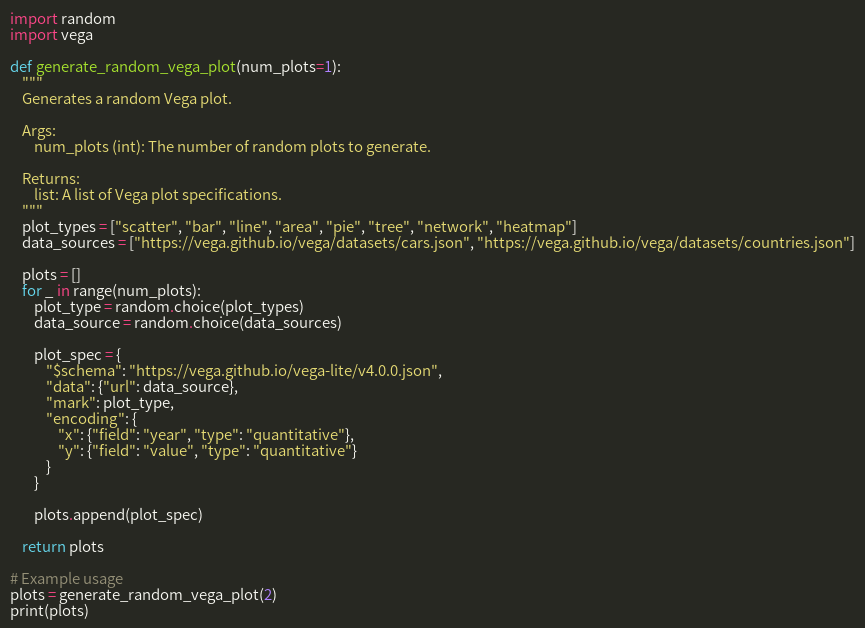 import random
import vega

def generate_random_vega_plot(num_plots=1):
    """
    Generates a random Vega plot.

    Args:
        num_plots (int): The number of random plots to generate.

    Returns:
        list: A list of Vega plot specifications.
    """
    plot_types = ["scatter", "bar", "line", "area", "pie", "tree", "network", "heatmap"]
    data_sources = ["https://vega.github.io/vega/datasets/cars.json", "https://vega.github.io/vega/datasets/countries.json"]

    plots = []
    for _ in range(num_plots):
        plot_type = random.choice(plot_types)
        data_source = random.choice(data_sources)

        plot_spec = {
            "$schema": "https://vega.github.io/vega-lite/v4.0.0.json",
            "data": {"url": data_source},
            "mark": plot_type,
            "encoding": {
                "x": {"field": "year", "type": "quantitative"},
                "y": {"field": "value", "type": "quantitative"}
            }
        }

        plots.append(plot_spec)

    return plots

# Example usage
plots = generate_random_vega_plot(2)
print(plots)